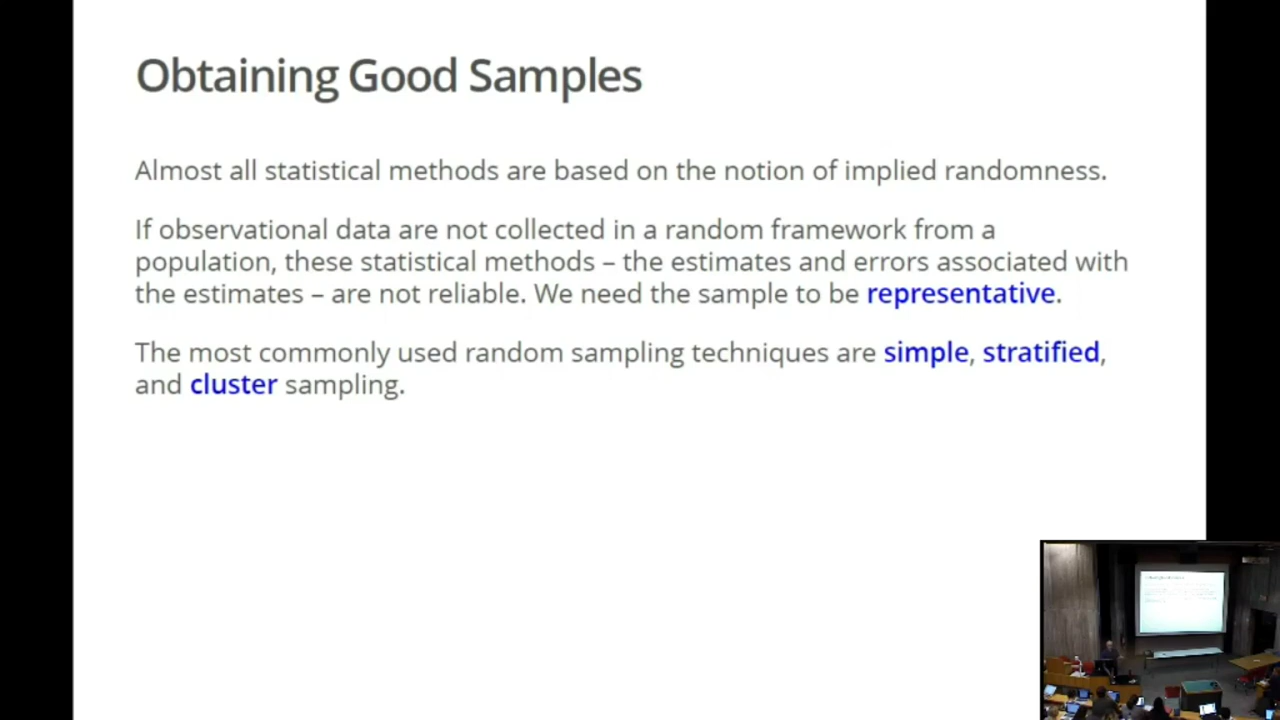 Obtaining Good Samples
Almost all statistical methods are based on the notion of implied randomness.
If observational data are not collected in a random framework from a
population, these statistical methods – the estimates and errors associated with
the estimates – are not reliable. We need the sample to be representative.
The most commonly used random sampling techniques are simple, stratified,
and cluster sampling.